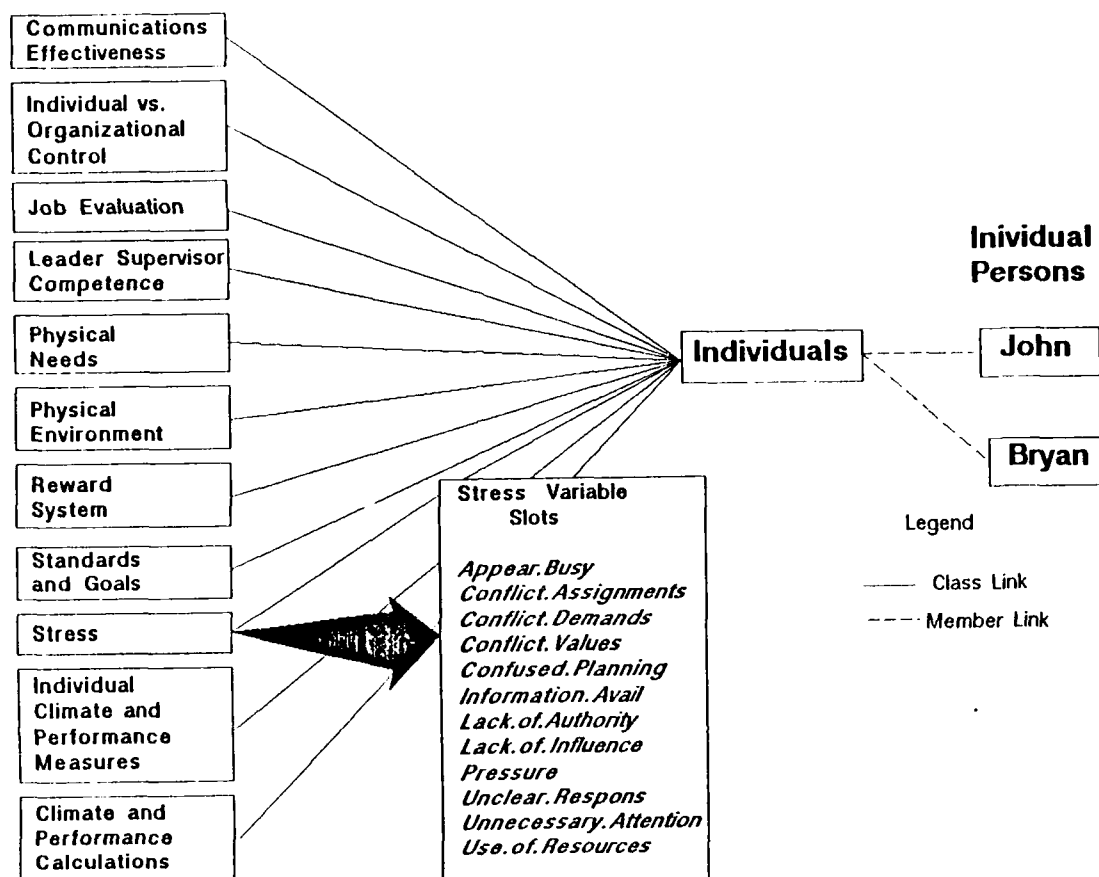 Communications
Effectiveness
Individual vs.
Organizational
Control
Job Evaluation
Leader Supervisor
Competence
Physical
Needs
Physical
Environment
Reward
System
Standards
and Goals
Stress
Individual
Climate and
Performance
Measures
Climate and
Performance
Calculations
Stress Variable
Slots
Appear.Busy
Conflict.Assignments
Conflict.Demands
Conflict.Values
Confused.Planning
Information.Avail
Lack.of.Authority
Lack.of.Influence
Pressure
Unclear.Respons
Unnecessary.Attention
Use.of.Resources
Individuals
Inividual
Persons
John
Bryan
Legend
Class Link
Member Link